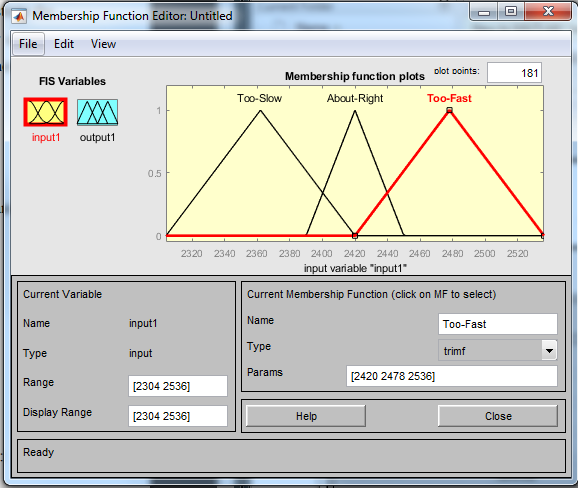 Membership Function Editor: Untitled
File Edit View
FIS Variables
input1 output1
Membership function plots plot points: 181
Too-Slow About-Right Too-Fast
1
0.5
0
2320 2340 2360 2380 2400 2420 2440 2460 2480 2500 2520
input variable "input1"
Current Variable
Name input1
Type input
Range [2304 2536]
Display Range [2304 2536]
Current Membership Function (click on MF to select)
Name Too-Fast
Type trimf
Params [2420 2478 2536]
Help Close
Ready